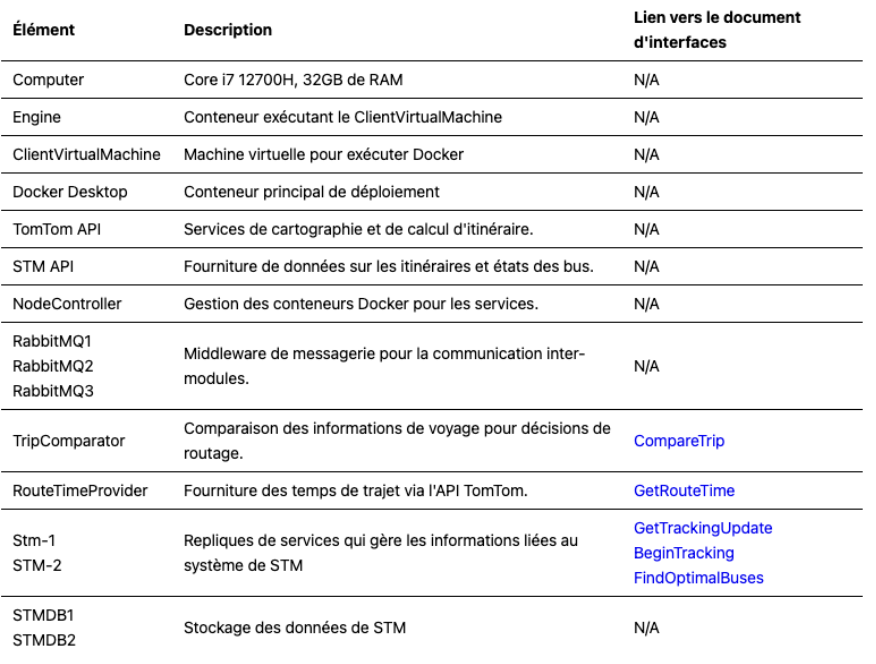 Élément Description Lien vers le document
d'interfaces
Computer Core i7 12700H, 32GB de RAM N/A
Engine Conteneur exécutant le ClientVirtualMachine N/A
ClientVirtualMachine Machine virtuelle pour exécuter Docker N/A
Docker Desktop Conteneur principal de déploiement N/A
TomTom API Services de cartographie et de calcul d'itinéraire. N/A
STM API Fourniture de données sur les itinéraires et états des bus. N/A
NodeController Gestion des conteneurs Docker pour les services. N/A
RabbitMQ1
RabbitMQ2
RabbitMQ3
Middleware de messagerie pour la communication inter-
modules.
N/A
TripComparator
Comparaison des informations de voyage pour décisions de
routage.
CompareTrip
RouteTimeProvider Fourniture des temps de trajet via l'API TomTom. GetRouteTime
Stm-1
STM-2
Repliques de services qui gère les informations liées au
système de STM
GetTrackingUpdate
BeginTracking
FindOptimalBuses
STMDB1
STMDB2
Stockage des données de STM
N/A